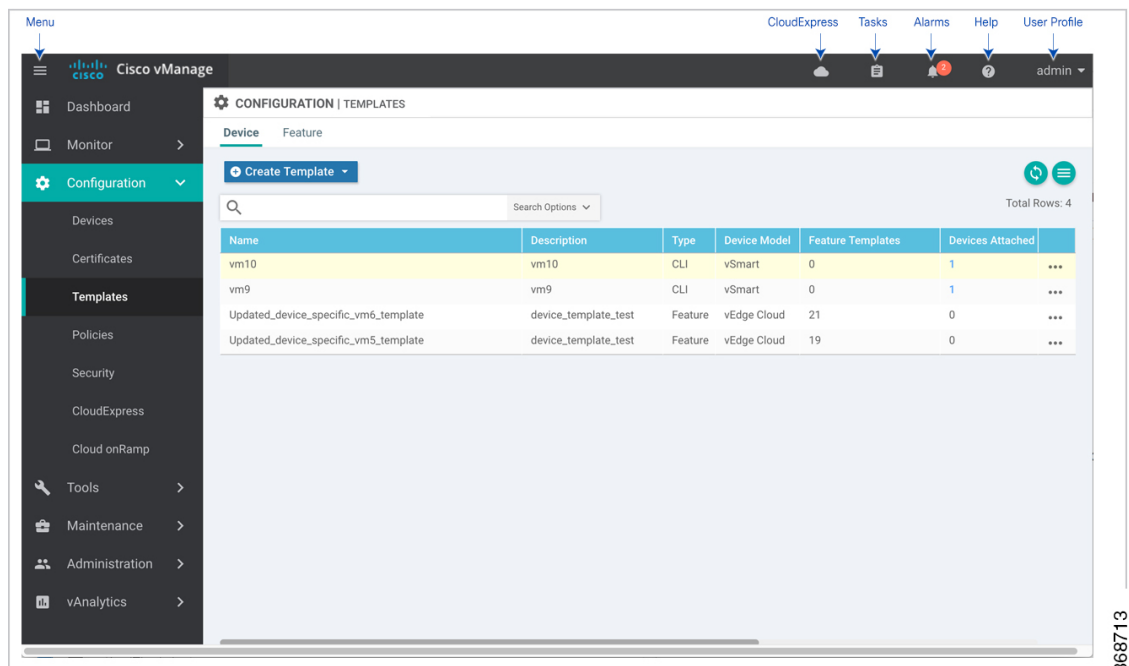 Menu CloudExpress Tasks Alarms Help User Profile
cisco Cisco vManage 2 admin
Dashboard
Monitor
Configuration
Devices
Certificates
Templates
Policies
Security
CloudExpress
Cloud onRamp
Tools
Maintenance
Administration
vAnalytics
CONFIGURATION | TEMPLATES
Device Feature
Create Template
Search Options
Total Rows: 4
Name Description Type Device Model Feature Templates Devices Attached
vm10 vm10 CLI vSmart 0 1 •••
vm9 vm9 CLI vSmart 0 1 •••
Updated_device_specific_vm6_template device_template_test Feature vEdge Cloud 21 0 •••
Updated_device_specific_vm5_template device_template_test Feature vEdge Cloud 19 0 •••